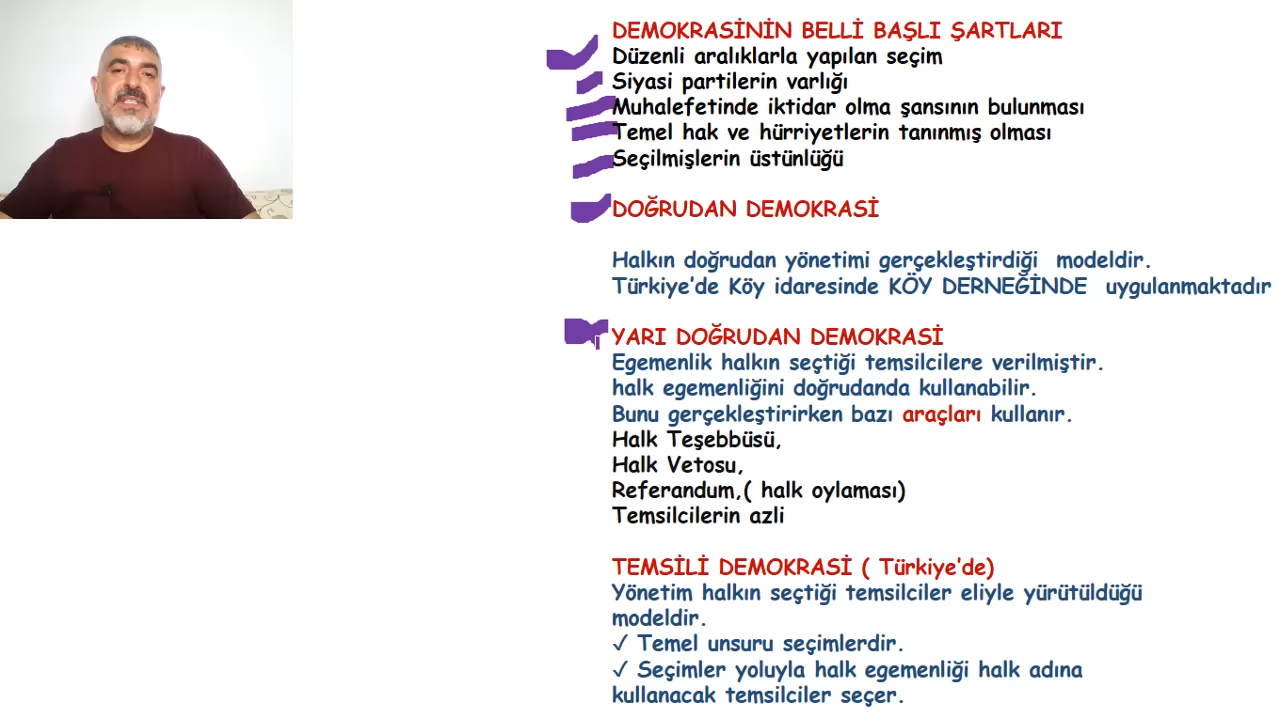 DEMOKRASİNİN BELLİ BAŞLI ŞARTLARI
Düzenli aralıklarla yapılan seçim
Siyasi partilerin varlığı
Muhalefetinde iktidar olma şansının bulunması
Temel hak ve hürriyetlerin tanınmış olması
Seçilmişlerin üstünlüğü
DOĞRUDAN DEMOKRASİ
Halkın doğrudan yönetimi gerçekleştirdiği modeldir.
Türkiye'de Köy idaresinde KÖY DERNEĞİNDE uygulanmaktadır
YARI DOĞRUDAN DEMOKRASİ
Egemenlik halkın seçtiği temsilcilere verilmiştir.
halk egemenliğini doğrudanda kullanabilir.
Bunu gerçekleştirirken bazı araçları kullanır.
Halk Teşebbüsü,
Halk Vetosu,
Referandum,( halk oylaması)
Temsilcilerin azli
TEMSİLİ DEMOKRASİ ( Türkiye'de)
Yönetim halkın seçtiği temsilciler eliyle yürütüldüğü
modeldir.
✓ Temel unsuru seçimlerdir.
✓ Seçimler yoluyla halk egemenliği halk adına
kullanacak temsilciler seçer.